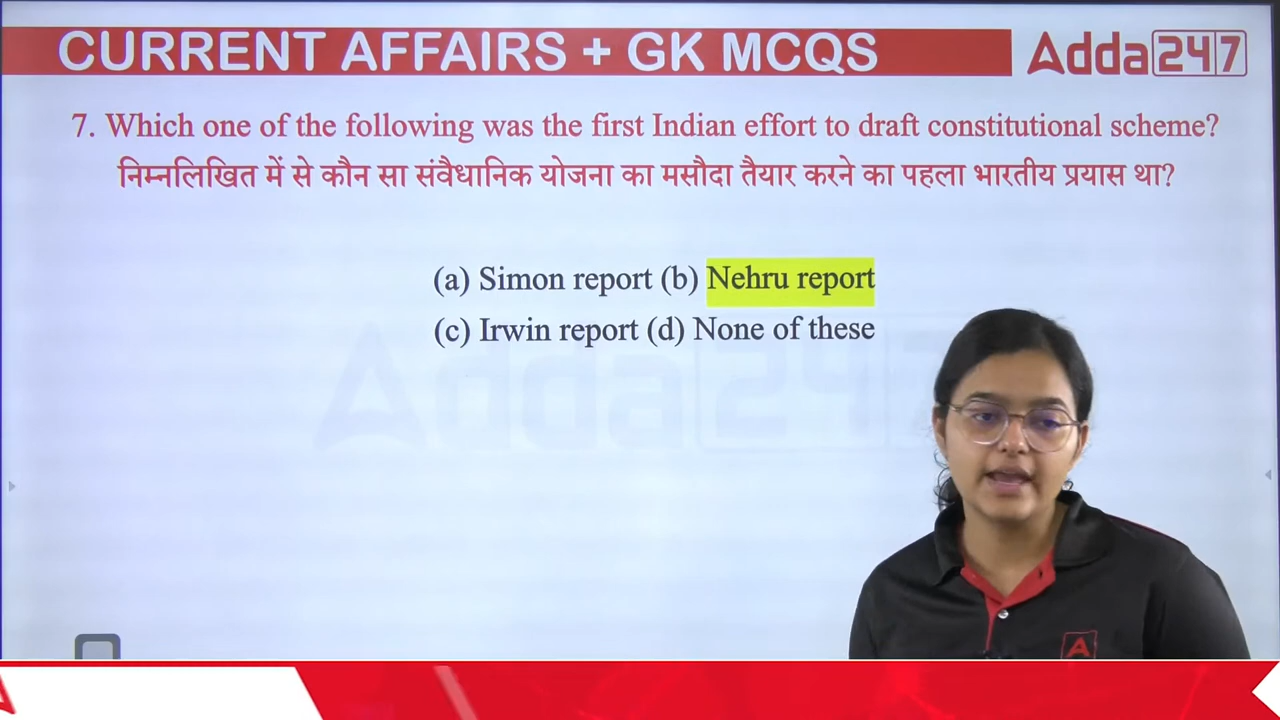 CURRENT AFFAIRS + GK MCQS
Adda247
7. Which one of the following was the first Indian effort to draft constitutional scheme?
निम्नलिखित में से कौन सा संवैधानिक योजना का मसौदा तैयार करने का पहला भारतीय प्रयास था?
(a) Simon report (b) Nehru report
(c) Irwin report (d) None of these
Adda247
A